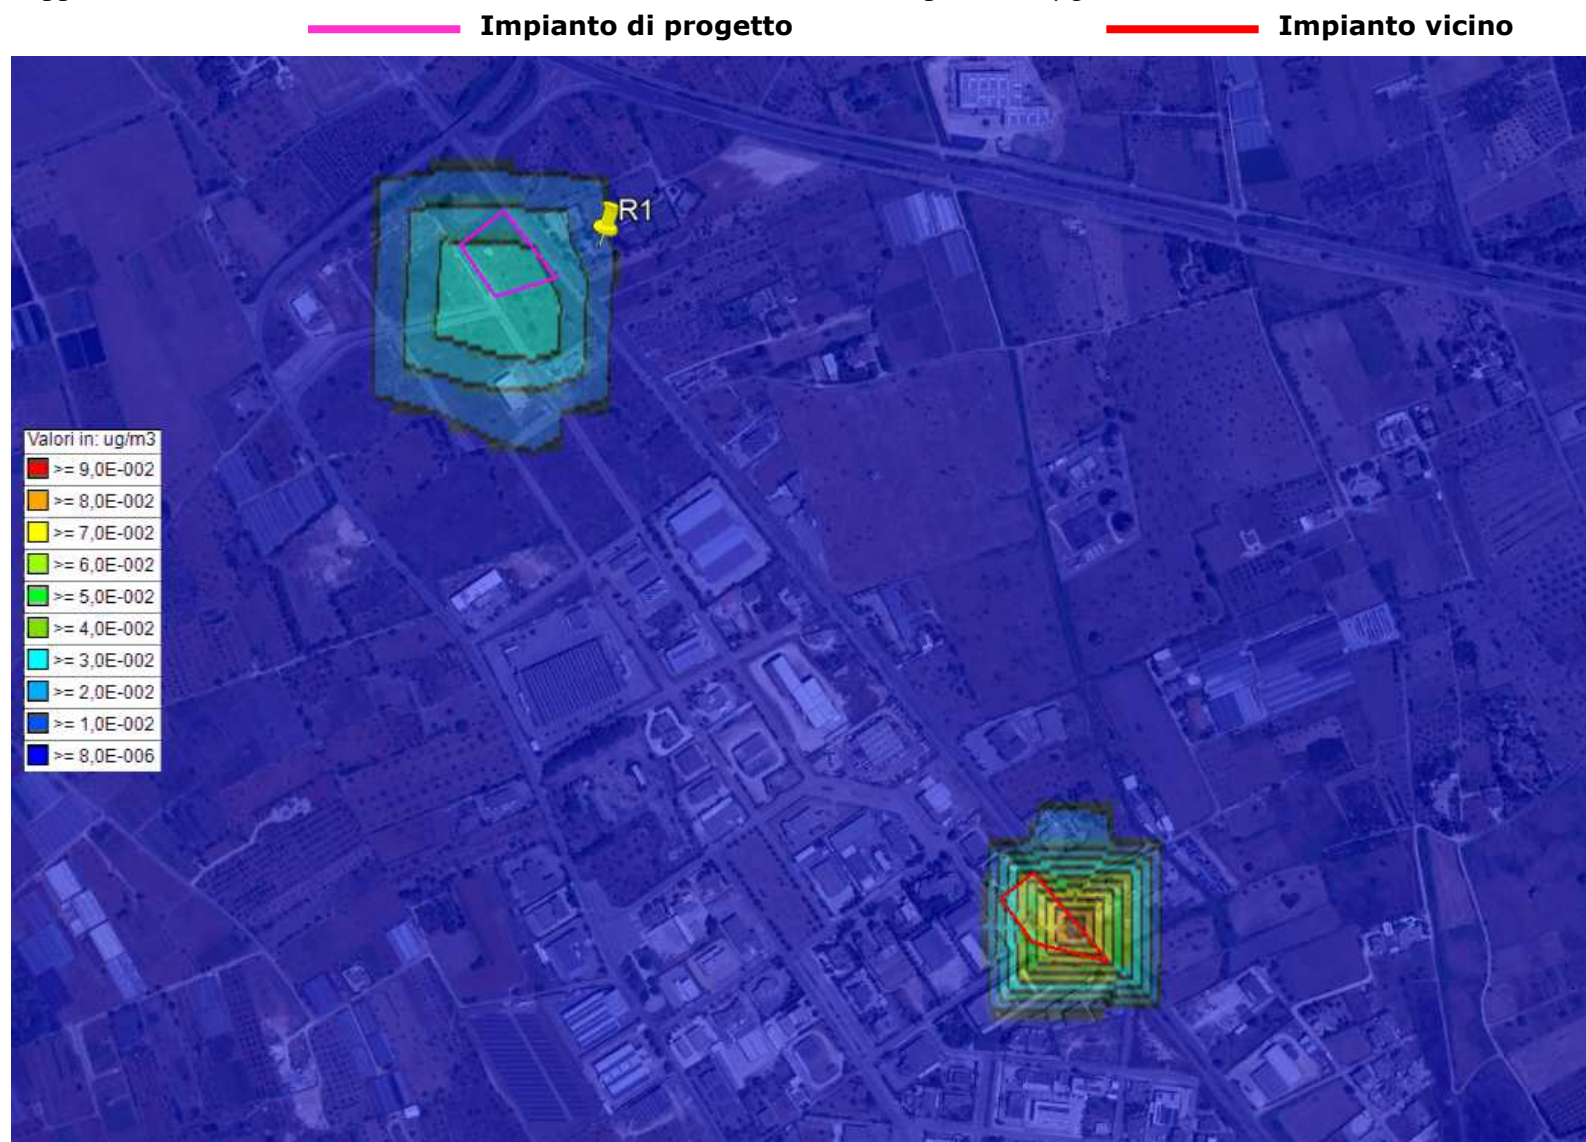 Impianto di progetto
Impianto vicino
R1
Valori in: ug/m3
>= 9,0E-002
>= 8,0E-002
>= 7,0E-002
>= 6,0E-002
>= 5,0E-002
>= 4,0E-002
>= 3,0E-002
>= 2,0E-002
>= 1,0E-002
>= 8,0E-006